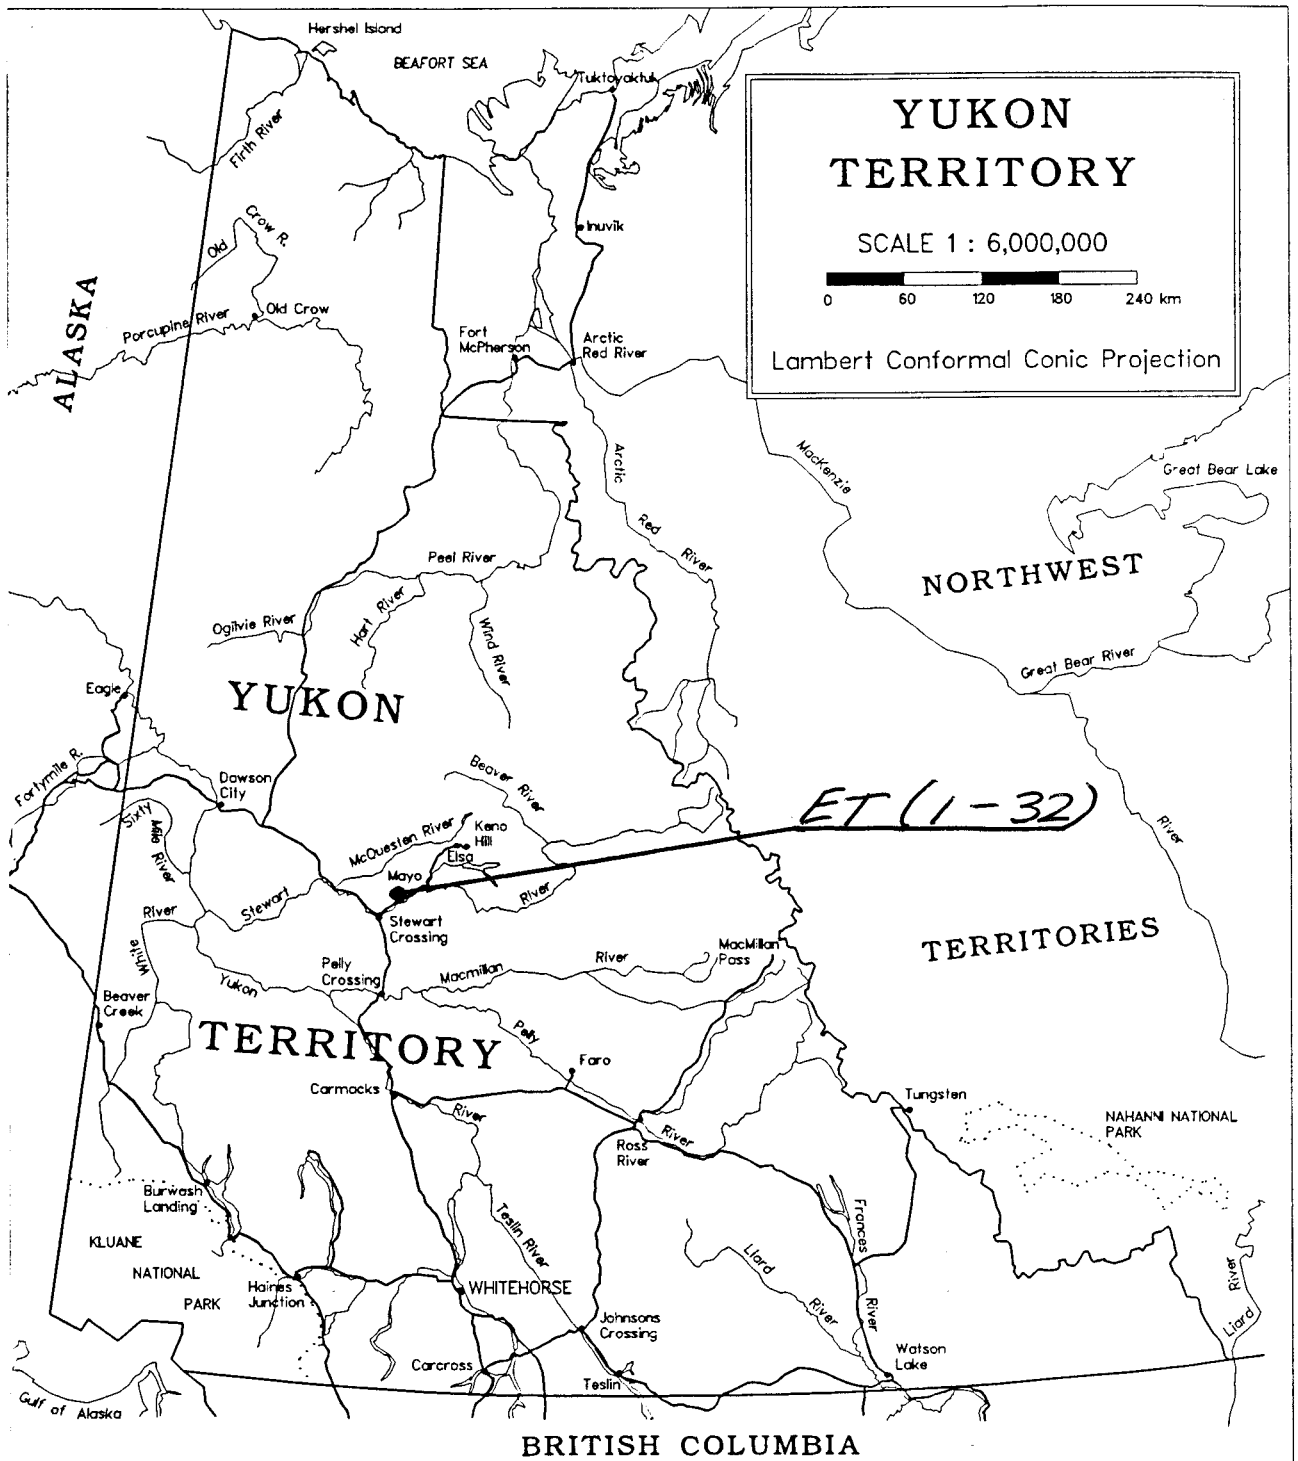 Hershel Island
BEAFORT SEA
Tuktoyaktuk
YUKON
TERRITORY
SCALE 1 : 6,000,000
0 60 120 180 240 km
Lambert Conformal Conic Projection
Firth River
Old Crow R.
Inuvik
ALASKA
Porcupine River
Old Crow
Fort
McPherson
Arctic
Red River
Arctic Red River
MacKenzie
Great Bear Lake
Peel River
NORTHWEST
Ogilvie River
Hart River
Wind River
Great Bear River
Eagle
YUKON
Fortymile R.
Dawson
City
Beaver River
ET (1-32)
Sixty
Mile River
McQuesten River
Keno
Hill
Elsa
River
Mayo
Stewart
River
River
Stewart
Crossing
White
TERRITORIES
MacMillan
Pass
Pelly
Crossing
Macmillan
River
Yukon
Beaver
Creek
TERRITORY
Pelly
Faro
Carmacks
River
Tungsten
NAHANNI NATIONAL
PARK
Ross
River
River
Burwash
Landing
Teslin River
Frances
KLUANE
NATIONAL
PARK
Liard
River
River
Haines
Junction
WHITEHORSE
River
Liard
Johnsons
Crossing
Watson
Lake
Carcross
Teslin
Gulf of Alaska
BRITISH COLUMBIA